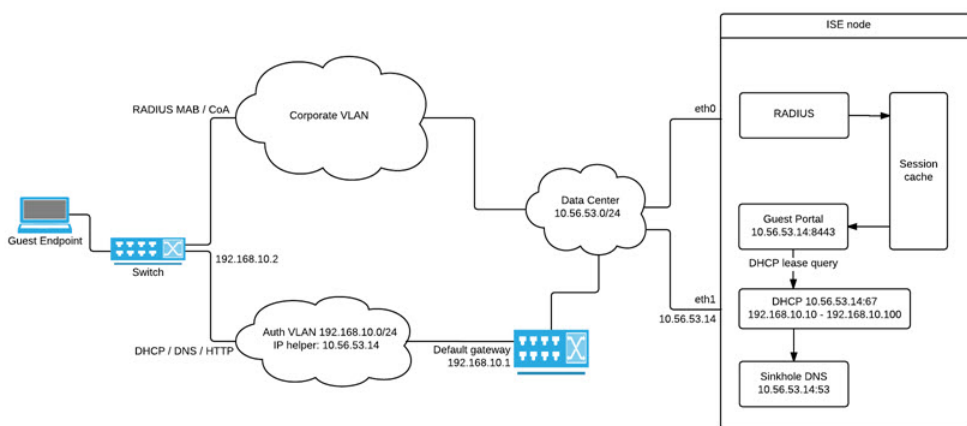 ISE node
RADIUS MAB / CoA
Corporate VLAN
eth0
RADIUS
Session
cache
Data Center
10.56.53.0/24
Guest Portal
10.56.53.14:8443
Guest Endpoint
Switch
192.168.10.2
DHCP lease query
eth1
10.56.53.14
DHCP 10.56.53.14:67
192.168.10.10 - 192.168.10.100
Auth VLAN 192.168.10.0/24
IP helper: 10.56.53.14
DHCP / DNS / HTTP
Default gateway
192.168.10.1
Sinkhole DNS
10.56.53.14:53